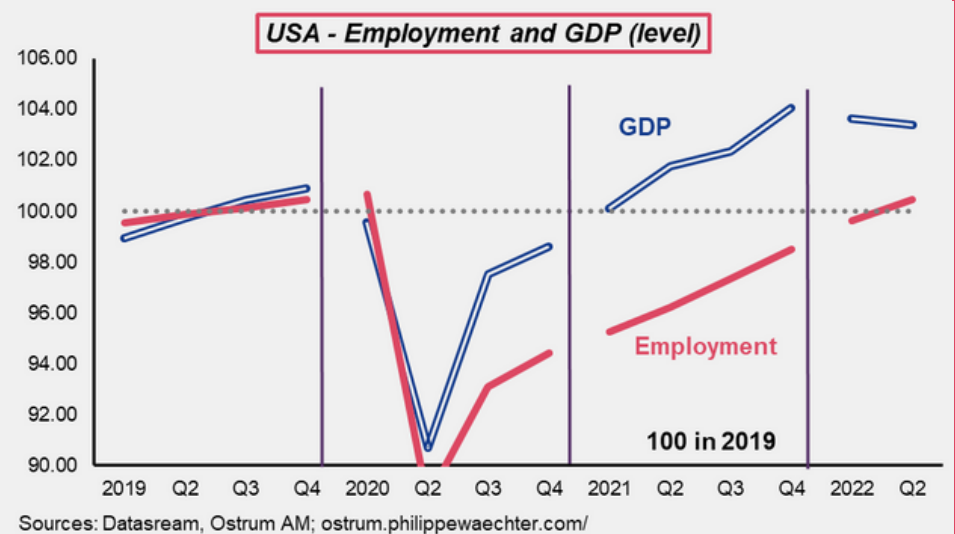 USA - Employment and GDP (level)
106.00
104.00
102.00
100.00
98.00
96.00
94.00
92.00
90.00
GDP
Employment
100 in 2019
2019 Q2 Q3 Q4 2020 Q2 Q3 Q4 2021 Q2 Q3 Q4 2022 Q2
Sources: Datasream, Ostrum AM; ostrum.philippewaechter.com/